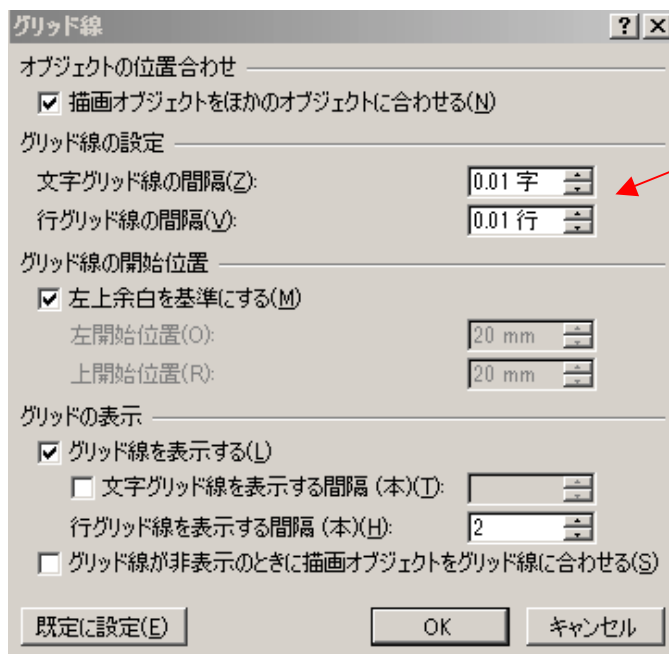 グリッド線
オブジェクトの位置合わせ
描画オブジェクトをほかのオブジェクトに合わせる(N)
グリッド線の設定
文字グリッド線の間隔(Z): 0.01 字
行グリッド線の間隔(V): 0.01 行
グリッド線の開始位置
左上余白を基準にする(M)
左開始位置(O): 20 mm
上開始位置(R): 20 mm
グリッドの表示
グリッド線を表示する(L)
文字グリッド線を表示する間隔 (本)(T):
行グリッド線を表示する間隔 (本)(H): 2
グリッド線が非表示のときに描画オブジェクトをグリッド線に合わせる(S)
既定に設定(E) OK キャンセル